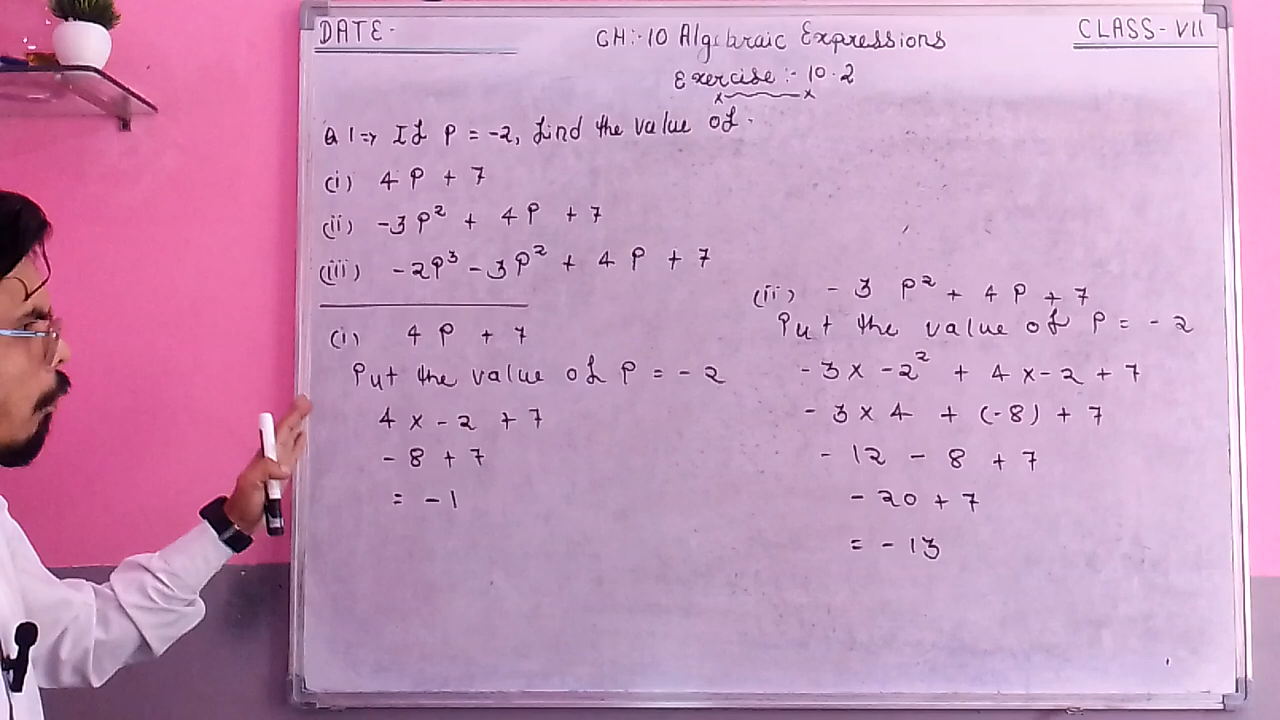 DATE-
CH:-10 Algebraic Expressions
CLASS-VII
Exercise:-10.2
Q1=> If P = -2, find the value of.
(i) 4P + 7
(ii) -3P² + 4P + 7
(iii) -2P³ - 3P² + 4P + 7
(i) 4P + 7
Put the value of P = -2
4 × -2 + 7
-8 + 7
= -1
(ii) -3P² + 4P + 7
Put the value of P = -2
-3 × -2² + 4 × -2 + 7
-3 × 4 + (-8) + 7
-12 - 8 + 7
-20 + 7
= -13